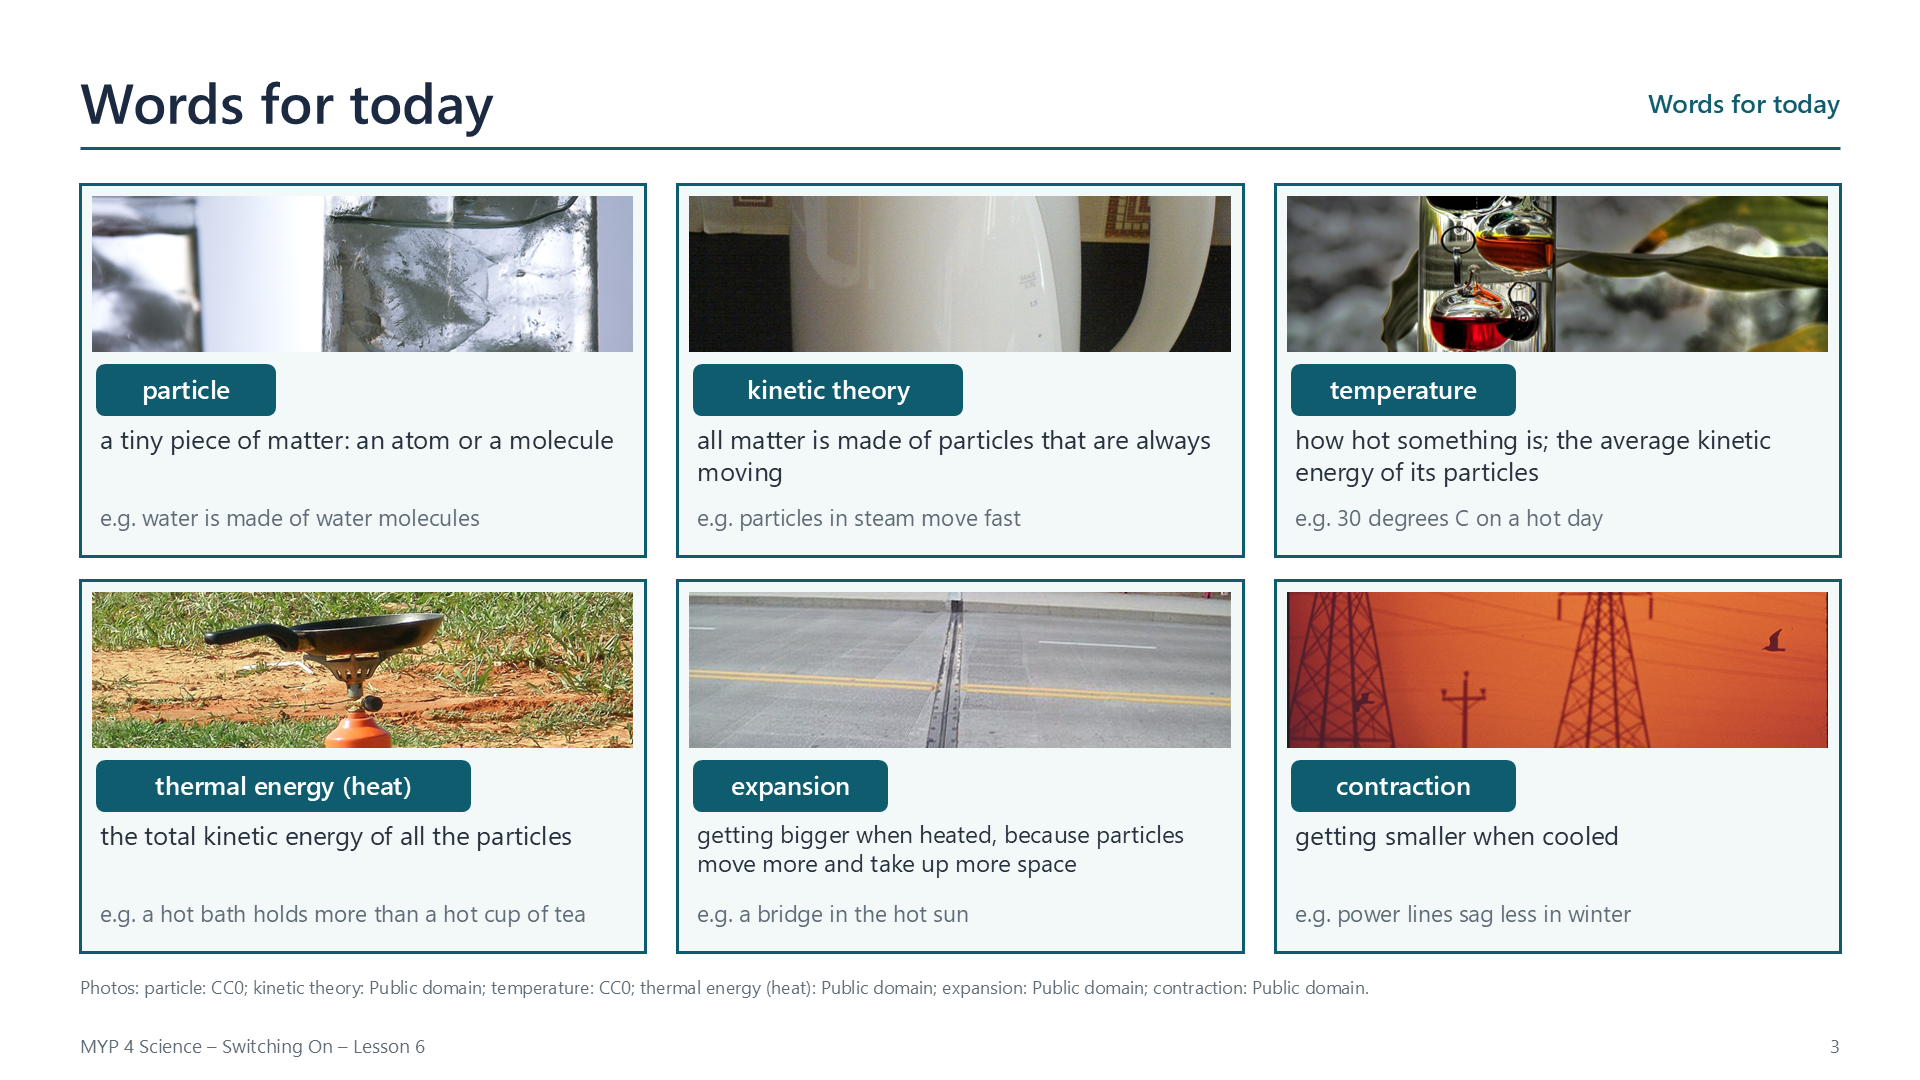 Words for today
Words for today
particle
a tiny piece of matter: an atom or a molecule
e.g. water is made of water molecules
kinetic theory
all matter is made of particles that are always
moving
e.g. particles in steam move fast
temperature
how hot something is; the average kinetic
energy of its particles
e.g. 30 degrees C on a hot day
thermal energy (heat)
the total kinetic energy of all the particles
e.g. a hot bath holds more than a hot cup of tea
expansion
getting bigger when heated, because particles
move more and take up more space
e.g. a bridge in the hot sun
contraction
getting smaller when cooled
e.g. power lines sag less in winter
Photos: particle: CC0; kinetic theory: Public domain; temperature: CC0; thermal energy (heat): Public domain; expansion: Public domain; contraction: Public domain.
MYP 4 Science – Switching On – Lesson 6
3